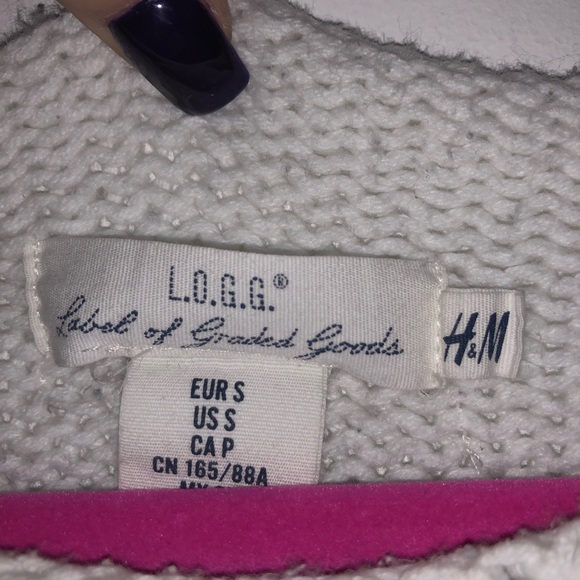 L.O.G.G.®
Label of Graded Goods
H&M
EUR S
US S
CA P
CN 165/88A